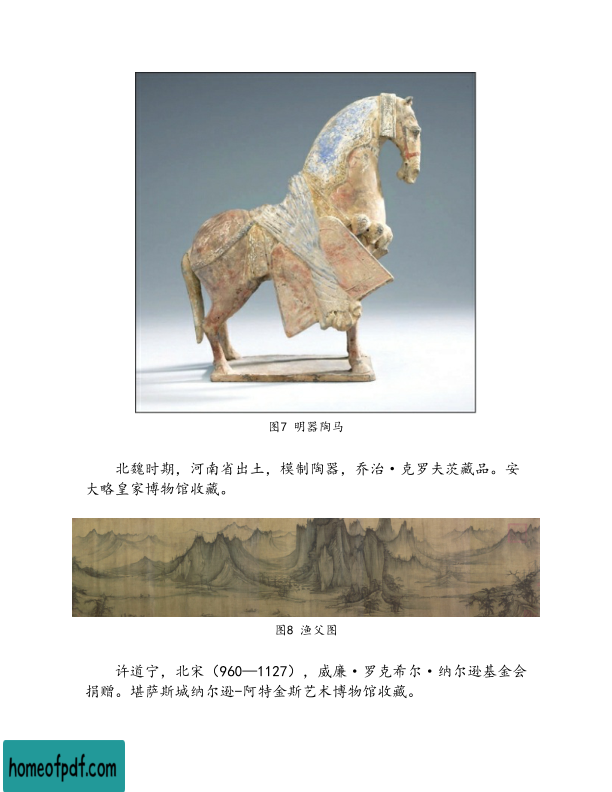 图7 明器陶马
北魏时期，河南省出土，模制陶器，乔治·克罗夫茨藏品。安
大略皇家博物馆收藏。
图8 渔父图
许道宁，北宋（960—1127），威廉·罗克希尔·纳尔逊基金会
捐赠。堪萨斯城纳尔逊-阿特金斯艺术博物馆收藏。
homeofpdf.com